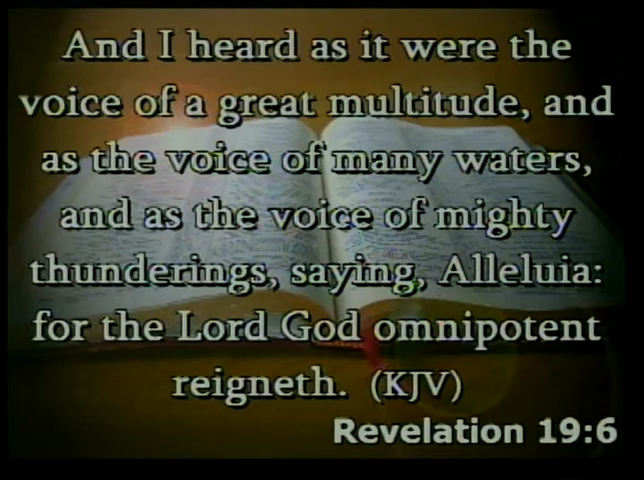 And I heard as it were the
voice of a great multitude, and
as the voice of many waters,
and as the voice of mighty
thunderings, saying, Alleluia:
for the Lord God omnipotent
reigneth. (KJV)
Revelation 19:6